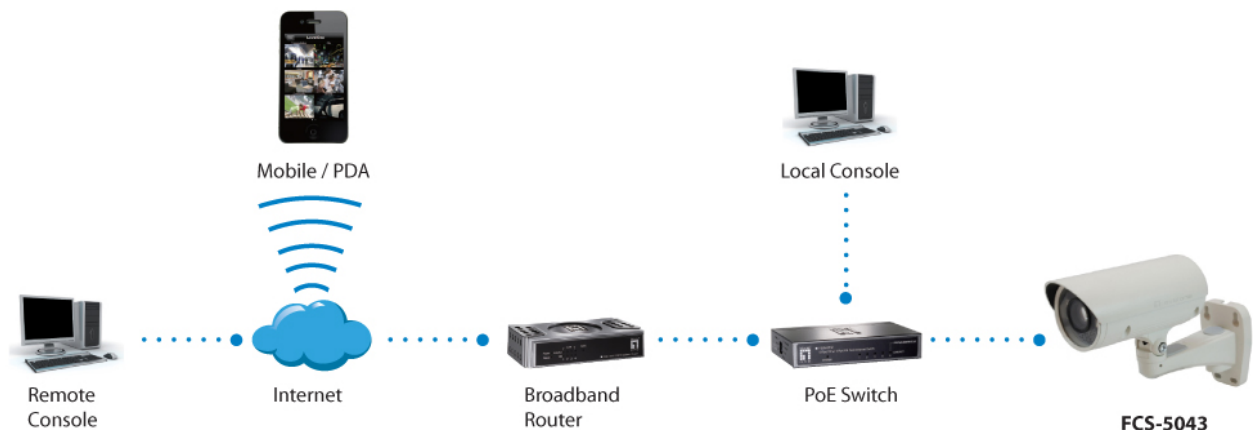 Mobile / PDA
Local Console
Remote
Console
Internet
Broadband
Router
PoE Switch
FCS-5043